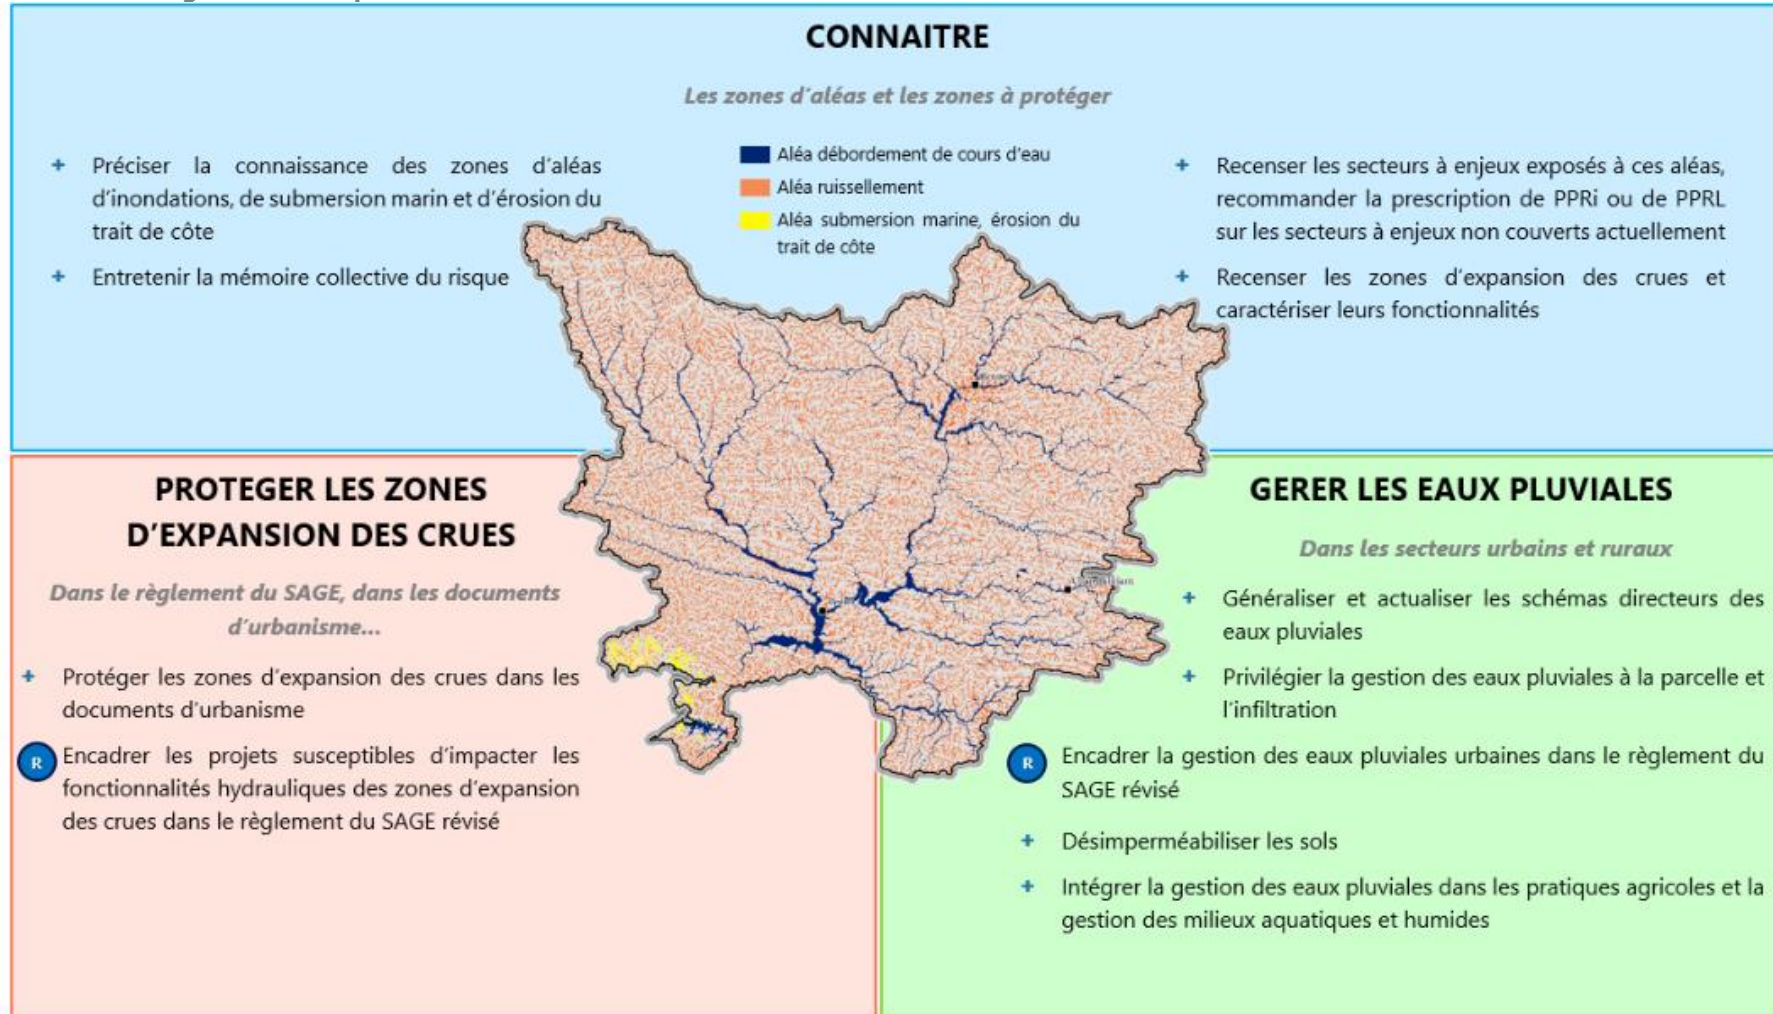 CONNAITRE
Les zones d'aléas et les zones à protéger
+ Préciser la connaissance des zones d'aléas
d'inondations, de submersion marin et d'érosion du
trait de côte
+ Entretenir la mémoire collective du risque
Aléa débordement de cours d'eau
Aléa ruissellement
Aléa submersion marine, érosion du
trait de côte
+ Recenser les secteurs à enjeux exposés à ces aléas,
recommander la prescription de PPRi ou de PPRL
sur les secteurs à enjeux non couverts actuellement
+ Recenser les zones d'expansion des crues et
caractériser leurs fonctionnalités
PROTEGER LES ZONES
D'EXPANSION DES CRUES
Dans le règlement du SAGE, dans les documents
d'urbanisme...
+ Protéger les zones d'expansion des crues dans les
documents d'urbanisme
R Encadrer les projets susceptibles d'impacter les
fonctionnalités hydrauliques des zones d'expansion
des crues dans le règlement du SAGE révisé
GERER LES EAUX PLUVIALES
Dans les secteurs urbains et ruraux
+ Généraliser et actualiser les schémas directeurs des
eaux pluviales
+ Privilégier la gestion des eaux pluviales à la parcelle et
l'infiltration
R Encadrer la gestion des eaux pluviales urbaines dans le règlement du
SAGE révisé
+ Désimperméabiliser les sols
+ Intégrer la gestion des eaux pluviales dans les pratiques agricoles et la
gestion des milieux aquatiques et humides